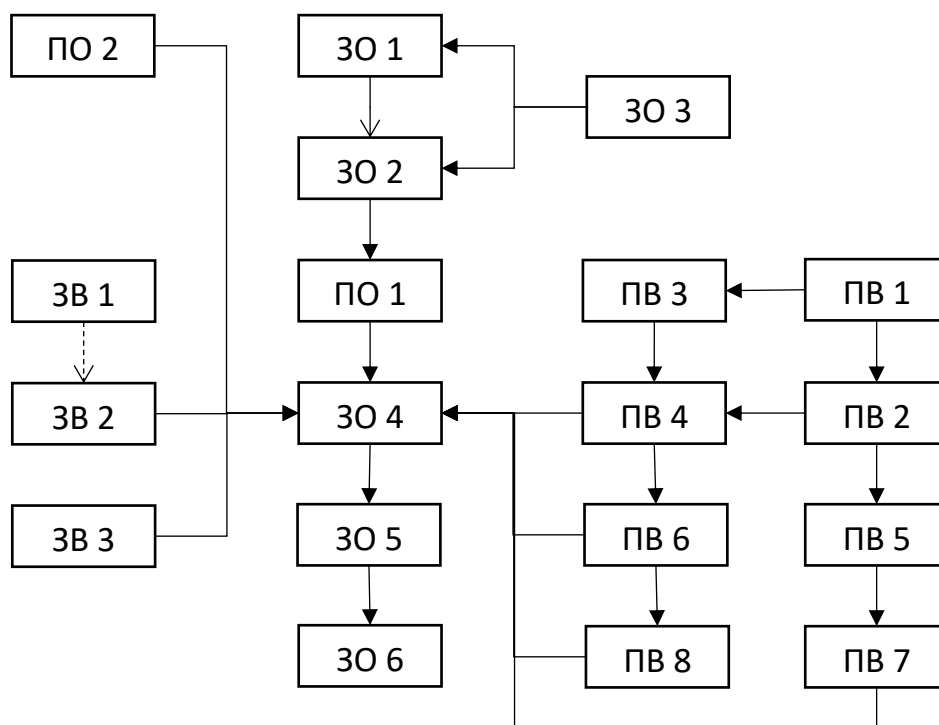 ПО 2
ЗО 1
ЗО 3
ЗО 2
ЗВ 1
ПО 1
ПВ 3
ПВ 1
ЗВ 2
ЗО 4
ПВ 4
ПВ 2
ЗВ 3
ЗО 5
ПВ 6
ПВ 5
ЗО 6
ПВ 8
ПВ 7